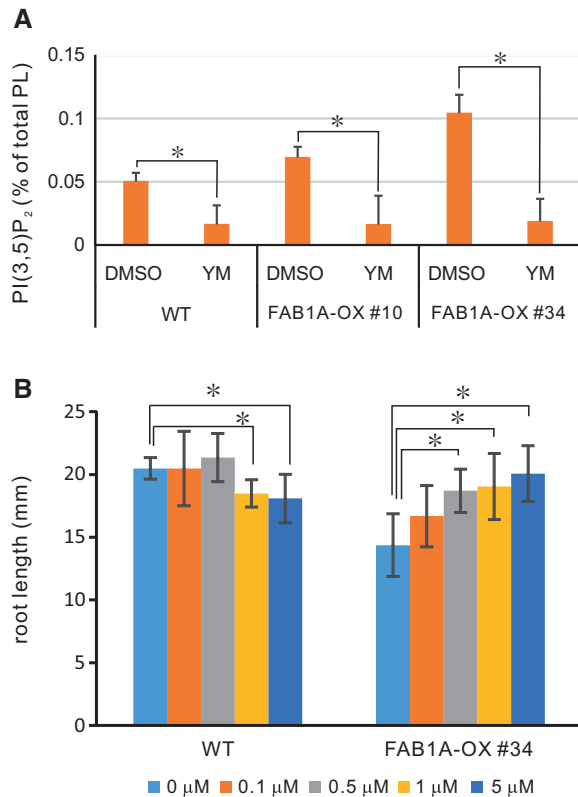 A
PI(3,5)P₂ (% of total PL)
0.15
0.1
0.05
0
*
*
*
DMSO YM DMSO YM DMSO YM
WT FAB1A-OX #10 FAB1A-OX #34
B
root length (mm)
25
20
15
10
5
0
*
*
*
*
*
WT FAB1A-OX #34
0 µM 0.1 µM 0.5 µM 1 µM 5 µM